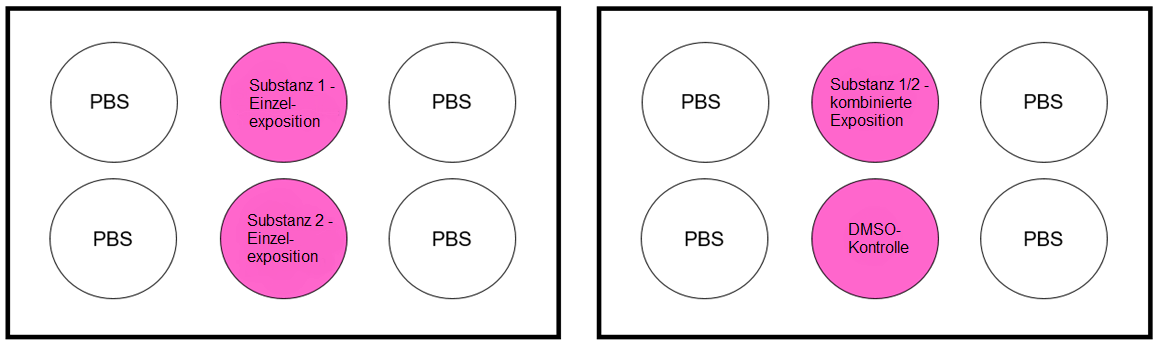 PBS
Substanz 1 -
Einzel-
exposition
PBS
PBS
Substanz 2 -
Einzel-
exposition
PBS
PBS
Substanz 1/2 -
kombinierte
Exposition
PBS
PBS
DMSO-
Kontrolle
PBS